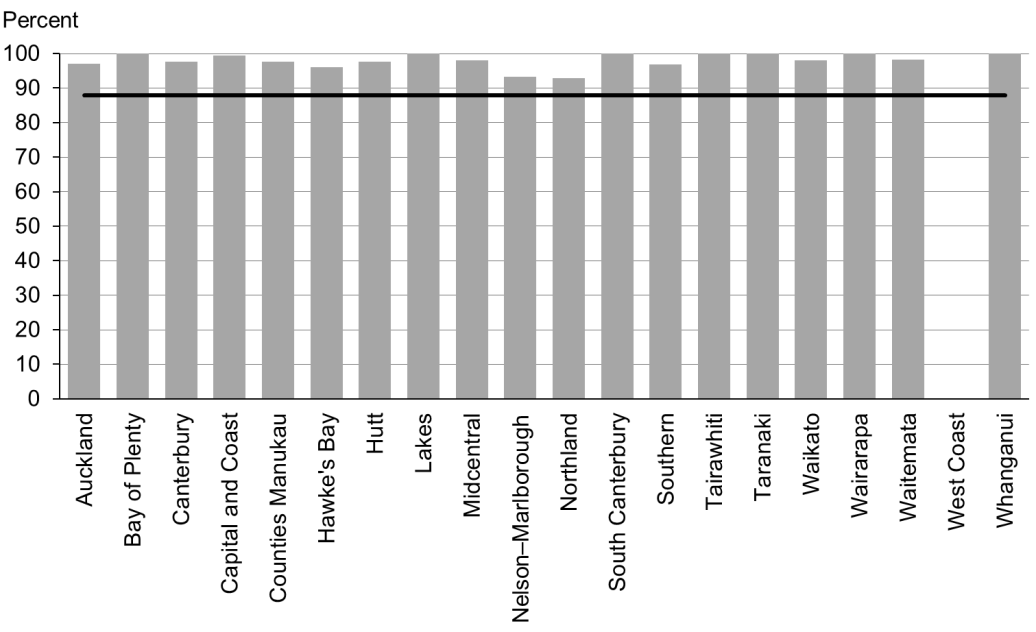 Percent
100
90
80
70
60
50
40
30
20
10
0
Auckland
Bay of Plenty
Canterbury
Capital and Coast
Counties Manukau
Hawke's Bay
Hutt
Lakes
Midcentral
Nelson–Marlborough
Northland
South Canterbury
Southern
Tairawhiti
Taranaki
Waikato
Wairarapa
Waitemata
West Coast
Whanganui